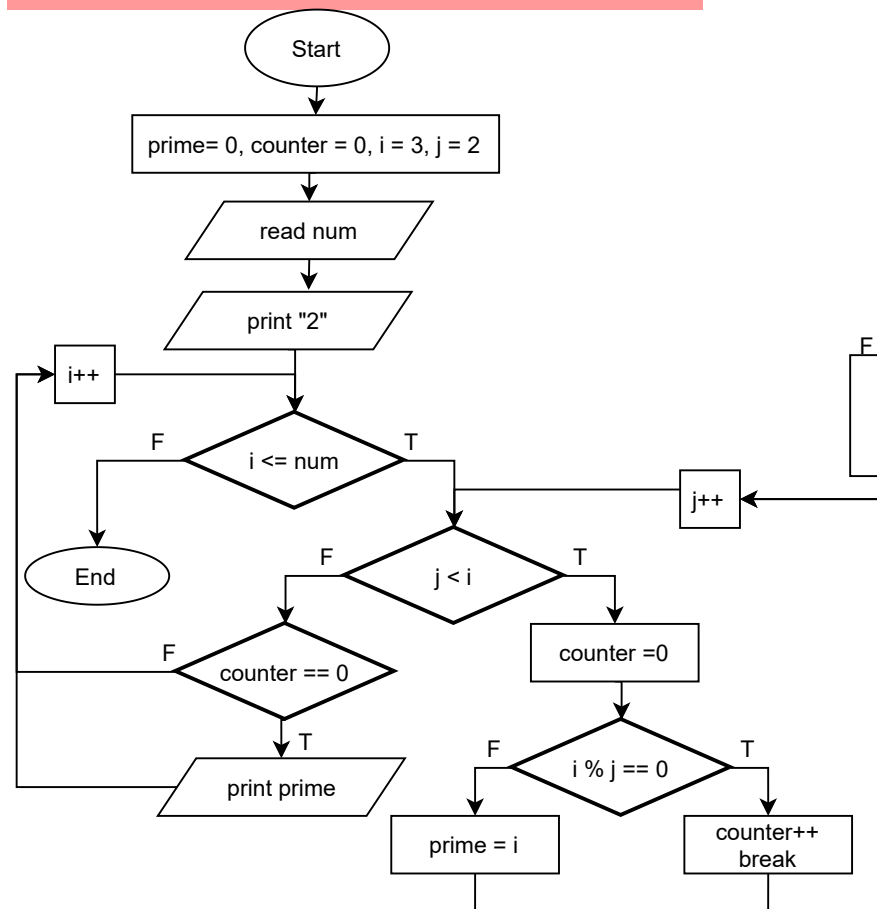 Start
prime= 0, counter = 0, i = 3, j = 2
read num
print "2"
i++
F
i <= num
F
T
j++
End
j < i
F
T
counter == 0
F
T
counter =0
print prime
i % j == 0
F
T
prime = i
counter++
break